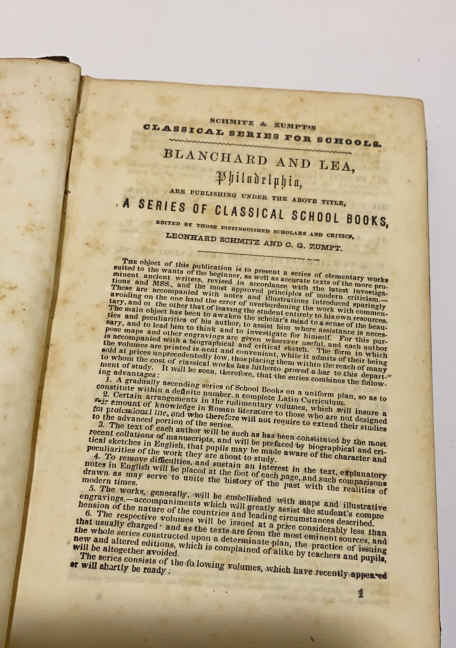 SCHMITZ & ZUMPT'S
CLASSICAL SERIES FOR SCHOOLS.
BLANCHARD AND LEA,
Philadelphia,
ARE PUBLISHING UNDER THE ABOVE TITLE,
A SERIES OF CLASSICAL SCHOOL BOOKS,
EDITED BY THOSE DISTINGUISHED SCHOLARS AND CRITICS,
LEONHARD SCHMITZ AND C. G. ZUMPT.
THE object of this publication is to present a series of elementary works
suited to the wants of the beginner, as well as accurate texts of the more pro-
minent ancient writers, revised in accordance with the latest investiga-
tions and MSS., and the most approved principles of modern criticism.—
These are accompanied with notes and illustrations introduced sparingly
avoiding on the one hand the error of overburdening the work with commen-
tary, and on the other that of leaving the student entirely to his own resources.
The main object has been to awaken the scholar's mind to a sense of the beau-
ties and peculiarities of his author, to assist him where assistance is neces-
sary, and to lead him to think and to investigate for himself. For this pur-
pose maps and other engravings are given wherever useful, and each author
is accompanied with a biographical and critical sketch. The form in which
the volumes are printed is neat and convenient, while it admits of their being
sold at prices unprecedentedly low, thus placing them within the reach of many
to whom the cost of classical works has hitherto proved a bar to this depart-
ment of study. It will be seen, therefore, that the series combines the follow-
ing advantages:
1. A gradually ascending series of School Books on a uniform plan, so as to
constitute within a definite number, a complete Latin Curriculum.
2. Certain arrangements in the rudimentary volumes, which will insure a
fair amount of knowledge in Roman literature to those who are not designed
for professional life, and who therefore will not require to extend their studies
to the advanced portion of the series.
3. The text of each author will be such as has been constituted by the most
recent collations of manuscripts, and will be prefaced by biographical and cri-
tical sketches in English, that pupils may be made aware of the character and
peculiarities of the work they are about to study.
4. To remove difficulties, and sustain an interest in the text, explanatory
notes in English will be placed at the foot of each page, and such comparisons
drawn as may serve to unite the history of the past with the realities of
modern times.
5. The works, generally, will be embellished with maps and illustrative
engravings,—accompaniments which will greatly assist the student's compre
hension of the nature of the countries and leading circumstances described.
6. The respective volumes will be issued at a price considerably less than
that usually charged: and as the texts are from the most eminent sources, and
the whole series constructed upon a determinate plan, the practice of issuing
new and altered editions, which is complained of alike by teachers and pupils,
will be altogether avoided.
The series consists of the following volumes, which have recently appeared
or will shortly be ready:
1